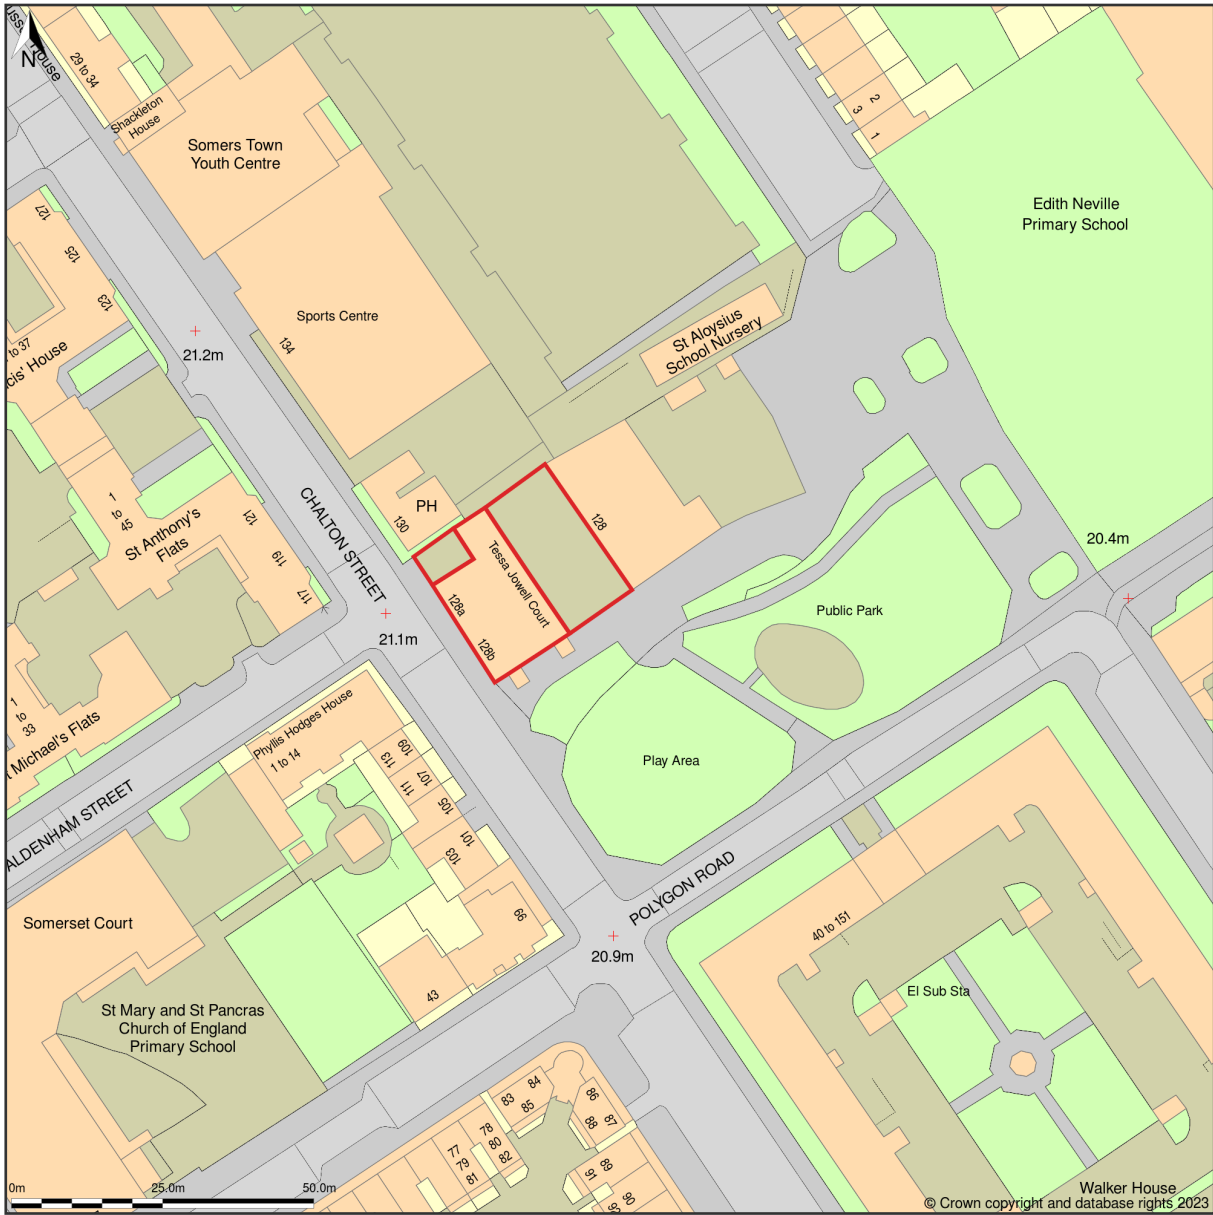 N
House
29 to 34
Shackleton
House
Somers Town
Youth Centre
2
3
1
Edith Neville
Primary School
127
125
123
Sports Centre
134
21.2m
St Aloysius
School Nursery
to 37
cis' House
1
to
45
St Anthony's
Flats
121
119
117
CHALTON STREET
PH
130
128
Tessa Jowell Court
128a
128b
20.4m
21.1m
Public Park
1
to
33
t Michael's Flats
Phyllis Hodges House
1 to 14
109
113
107
111
105
101
103
Play Area
ALDENHAM STREET
POLYGON ROAD
Somerset Court
99
20.9m
40 to 151
43
El Sub Sta
St Mary and St Pancras
Church of England
Primary School
83
84
85
86
87
88
77
78
79
80
81
82
89
91
90
92
0m
25.0m
50.0m
Walker House
© Crown copyright and database rights 2023